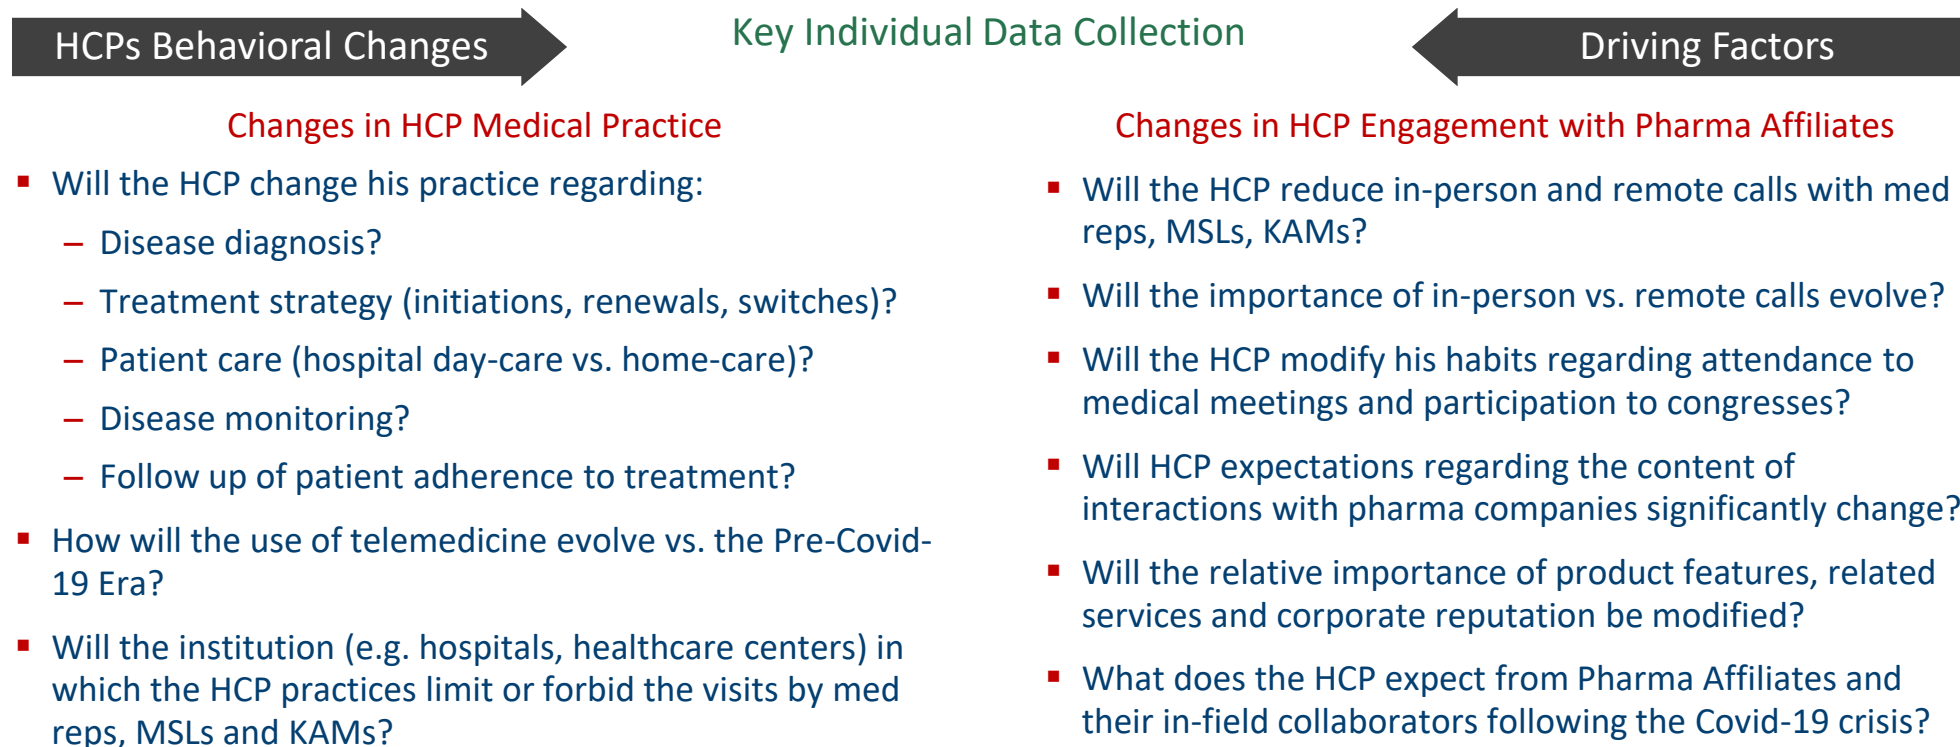 HCPs Behavioral Changes
Key Individual Data Collection
Driving Factors
Changes in HCP Medical Practice
▪ Will the HCP change his practice regarding:
– Disease diagnosis?
– Treatment strategy (initiations, renewals, switches)?
– Patient care (hospital day-care vs. home-care)?
– Disease monitoring?
– Follow up of patient adherence to treatment?
▪ How will the use of telemedicine evolve vs. the Pre-Covid-
19 Era?
▪ Will the institution (e.g. hospitals, healthcare centers) in
which the HCP practices limit or forbid the visits by med
reps, MSLs and KAMs?
Changes in HCP Engagement with Pharma Affiliates
▪ Will the HCP reduce in-person and remote calls with med
reps, MSLs, KAMs?
▪ Will the importance of in-person vs. remote calls evolve?
▪ Will the HCP modify his habits regarding attendance to
medical meetings and participation to congresses?
▪ Will HCP expectations regarding the content of
interactions with pharma companies significantly change?
▪ Will the relative importance of product features, related
services and corporate reputation be modified?
▪ What does the HCP expect from Pharma Affiliates and
their in-field collaborators following the Covid-19 crisis?